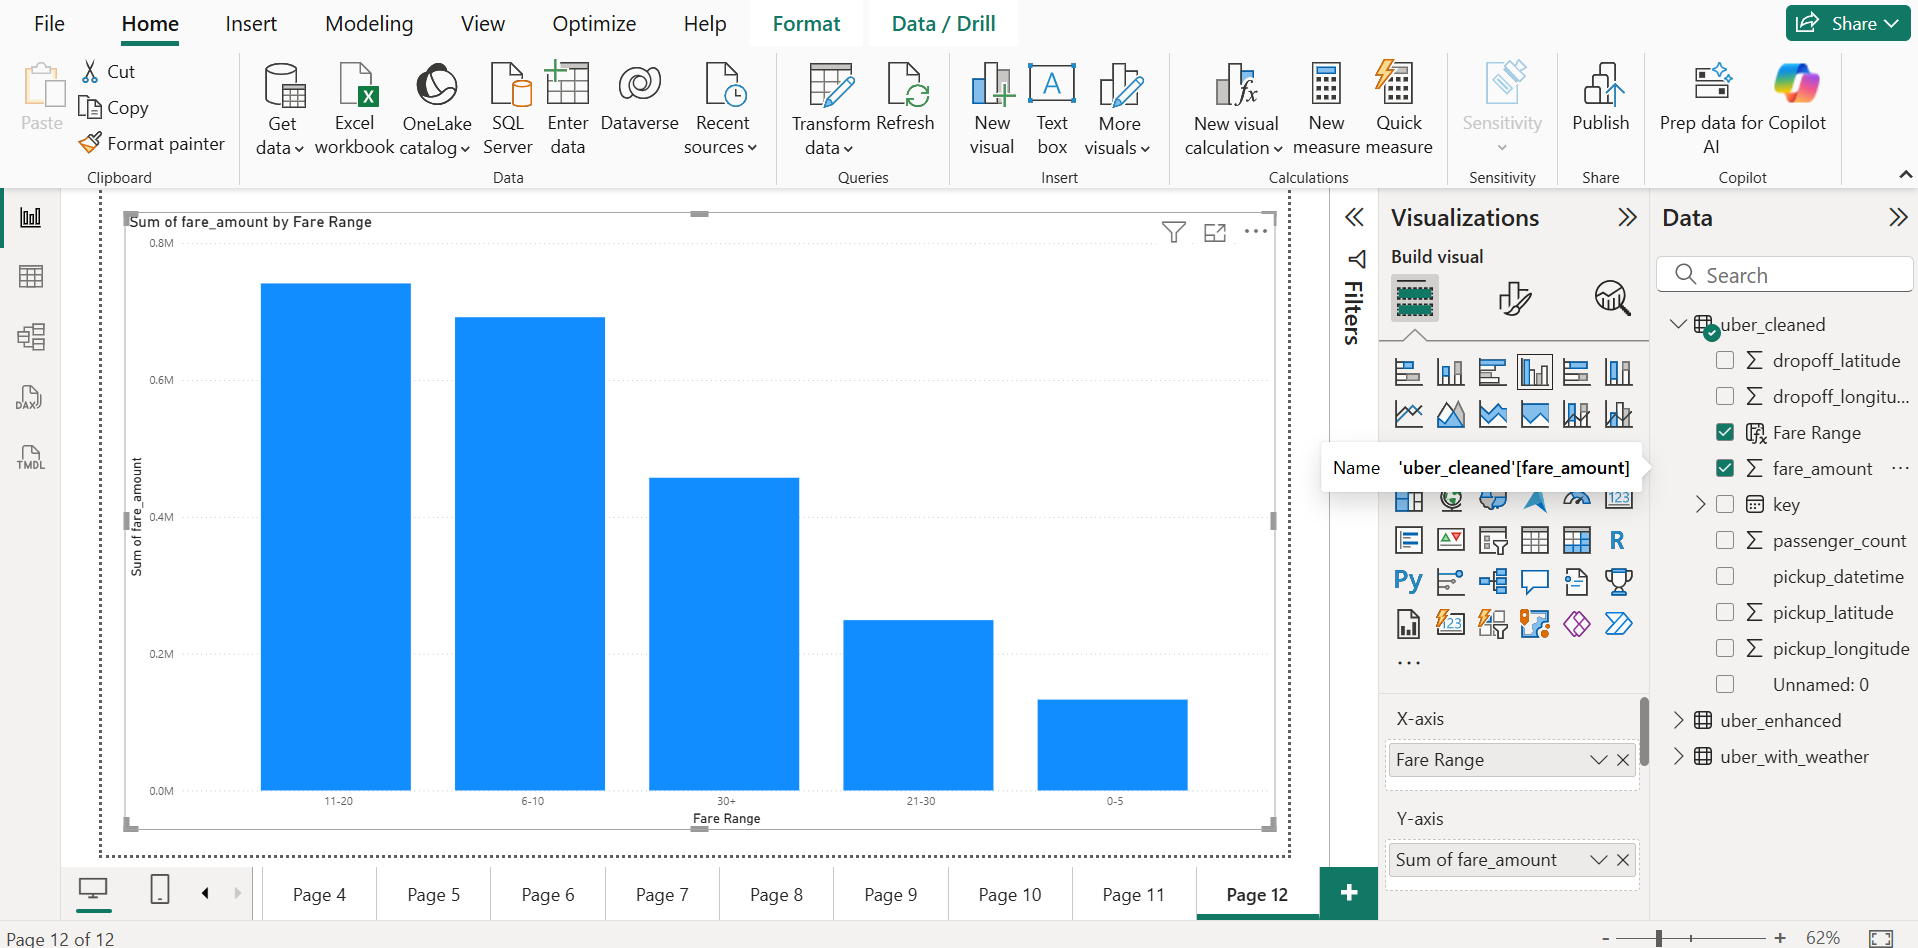 File Home Insert Modeling View Optimize Help Format Data / Drill Share
Paste
Cut
Copy
Format painter
Clipboard
Get data
Excel workbook
OneLake catalog
SQL Server
Enter data
Dataverse
Recent sources
Data
Transform data
Refresh
Queries
New visual
Text box
More visuals
Insert
New visual calculation
New measure
Quick measure
Calculations
Sensitivity
Sensitivity
Publish
Share
Prep data for AI
Copilot
Copilot
DAX
TMDL
Sum of fare_amount by Fare Range
0.8M
0.6M
0.4M
0.2M
0.0M
Sum of fare_amount
11-20
6-10
30+
21-30
0-5
Fare Range
Filters
Visualizations
Build visual
Name 'uber_cleaned'[fare_amount]
123
R
Py
123
X-axis
Fare Range
Y-axis
Sum of fare_amount
Data
Search
uber_cleaned
dropoff_latitude
dropoff_longitu...
Fare Range
fare_amount
key
passenger_count
pickup_datetime
pickup_latitude
pickup_longitude
Unnamed: 0
uber_enhanced
uber_with_weather
Page 4
Page 5
Page 6
Page 7
Page 8
Page 9
Page 10
Page 11
Page 12
Page 12 of 12
62%